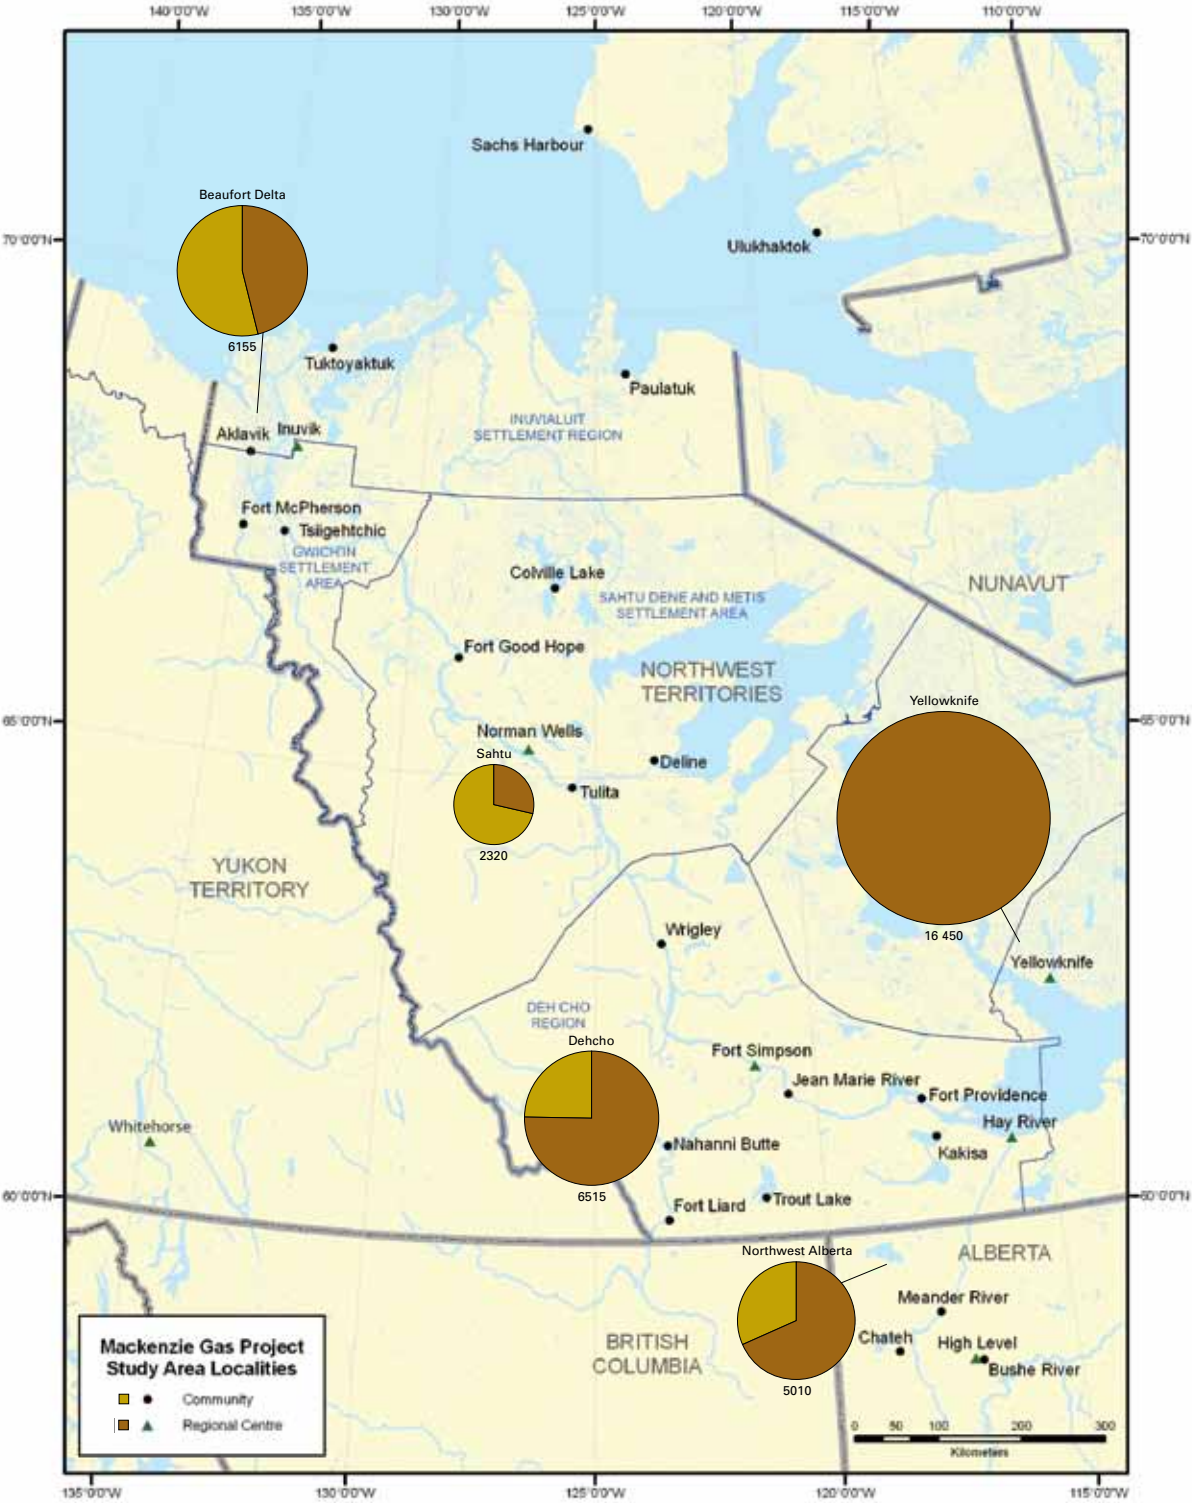 140°0'0"W 135°0'0"W 130°0'0"W 125°0'0"W 120°0'0"W 115°0'0"W 110°0'0"W
Sachs Harbour
Beaufort Delta
70°0'0"N 70°0'0"N
Ulukhaktok
6155
Tuktoyaktuk
Paulatuk
INUVIALUIT
SETTLEMENT REGION
Aklavik Inuvik
Fort McPherson
Tsiigehtchic
GWICH'IN
SETTLEMENT
AREA
Colville Lake
NUNAVUT
SAHTU DENE AND METIS
SETTLEMENT AREA
Fort Good Hope
NORTHWEST
TERRITORIES
Yellowknife
65°0'0"N 65°0'0"N
Norman Wells
Sahtu
Deline
Tulita
2320
YUKON
TERRITORY
Wrigley
16 450
Yellowknife
DEH CHO
REGION
Dehcho
Fort Simpson
Jean Marie River
Fort Providence
Hay River
Whitehorse
Nahanni Butte
Kakisa
60°0'0"N 60°0'0"N
6515
Trout Lake
Fort Liard
Northwest Alberta
ALBERTA
Meander River
Chateh
High Level
Bushe River
BRITISH
COLUMBIA
5010
Mackenzie Gas Project
Study Area Localities
Community
Regional Centre
0 50 100 200 300
Kilometers
135°0'0"W 130°0'0"W 125°0'0"W 120°0'0"W 115°0'0"W